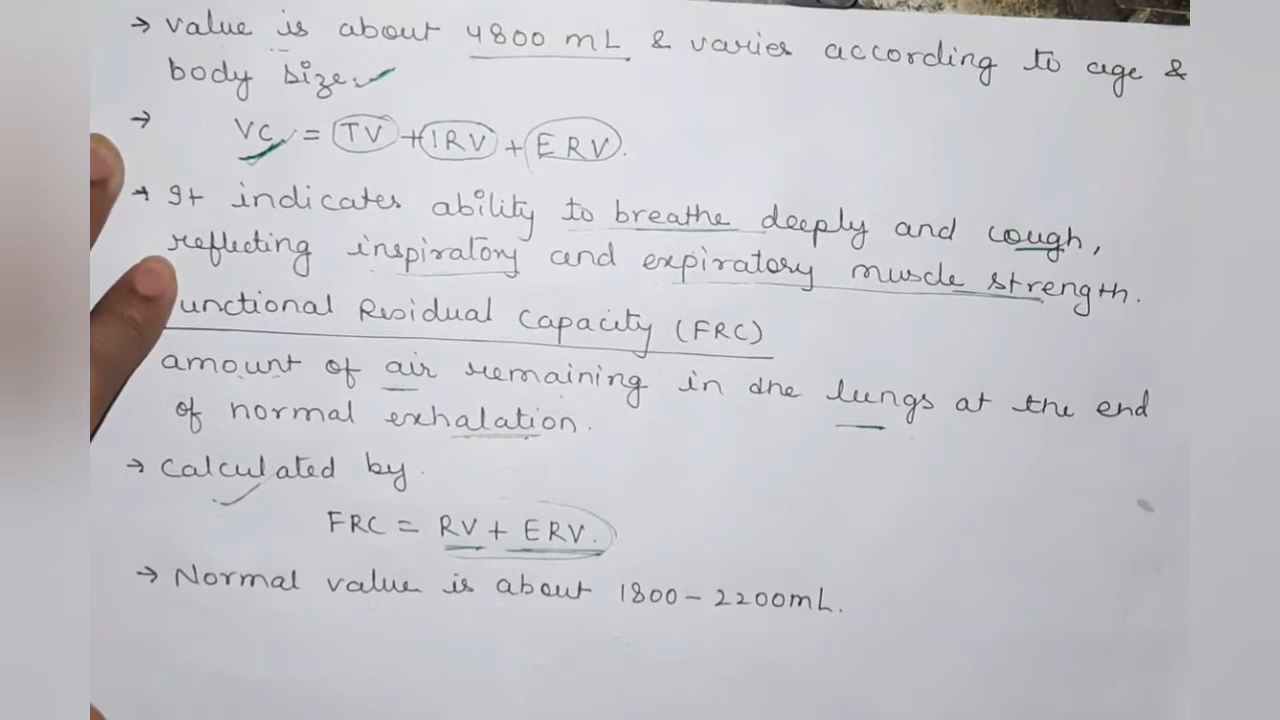 → value is about 4800 mL & varies according to age &
body size.
→ VC = TV + IRV + ERV.
→ It indicates ability to breathe deeply and cough,
reflecting inspiratory and expiratory muscle strength.
unctional Residual Capacity (FRC)
amount of air remaining in the lungs at the end
of normal exhalation.
→ Calculated by.
FRC = RV + ERV.
→ Normal value is about 1800 - 2200mL.